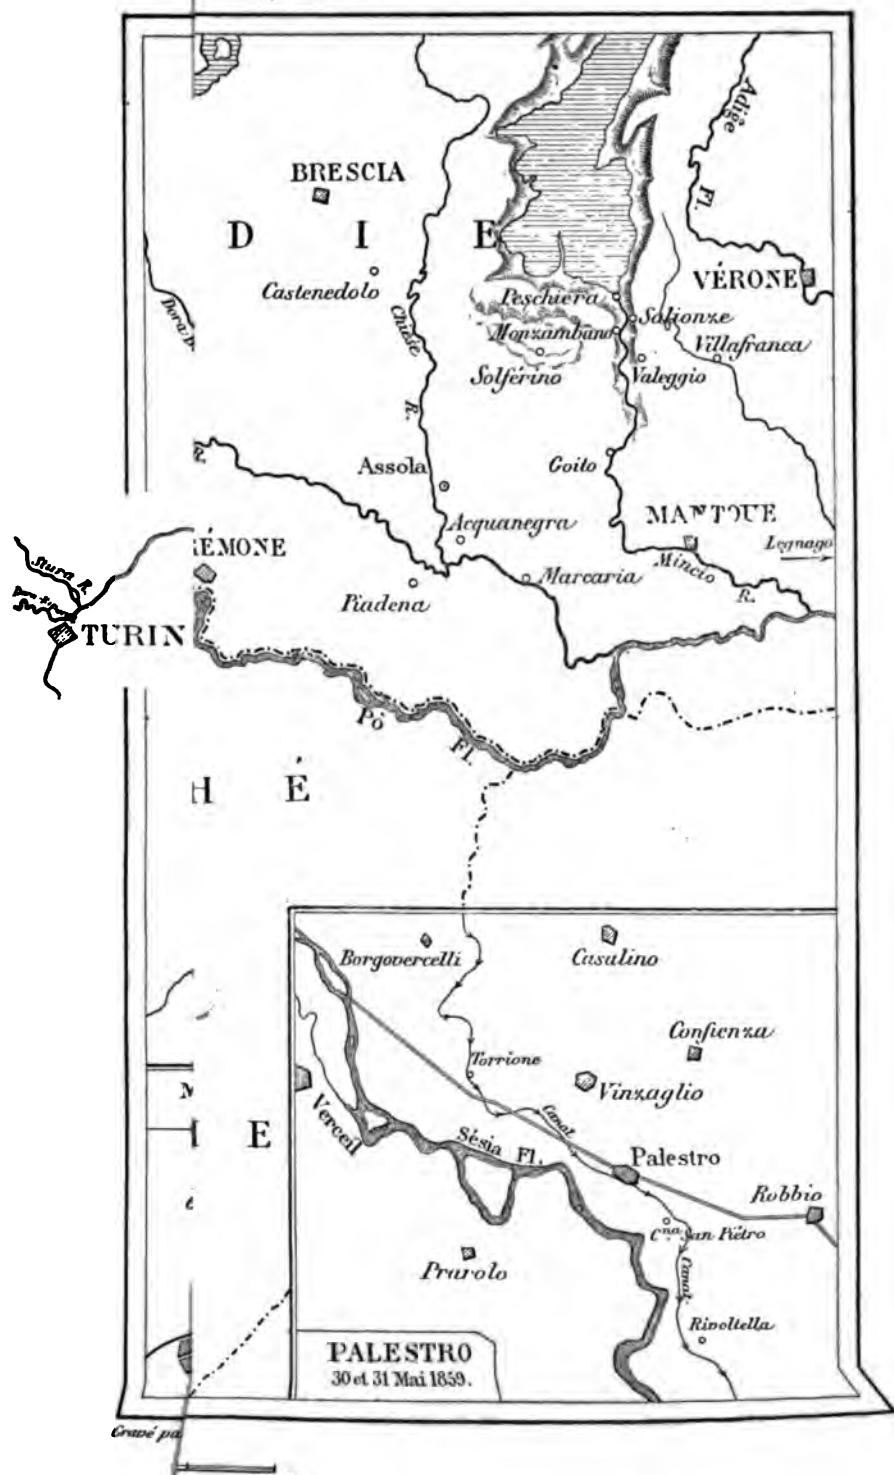 Adige
Fl.
BRESCIA
D I E
VÉRONE
Castenedolo
Peschiera
Chiese
Salionze
Monzambano
Villafranca
Solférino
Valeggio
R.
Assola
Goito
MANTOUE
Acquanegra
RÉMONE
Legnago
Stura R.
Mincio
Marcaria
Piadena
R.
TURIN
Pô
Fl.
H É
Borgovercelli
Casalino
Confienza
Torrione
Vinzaglio
Verceil
Canal
E
Sésia Fl.
Palestro
Robbio
Cna San Piétro
Prarolo
Canal.
Rivoltella
PALESTRO
30 et 31 Mai 1859.
Gravé pa